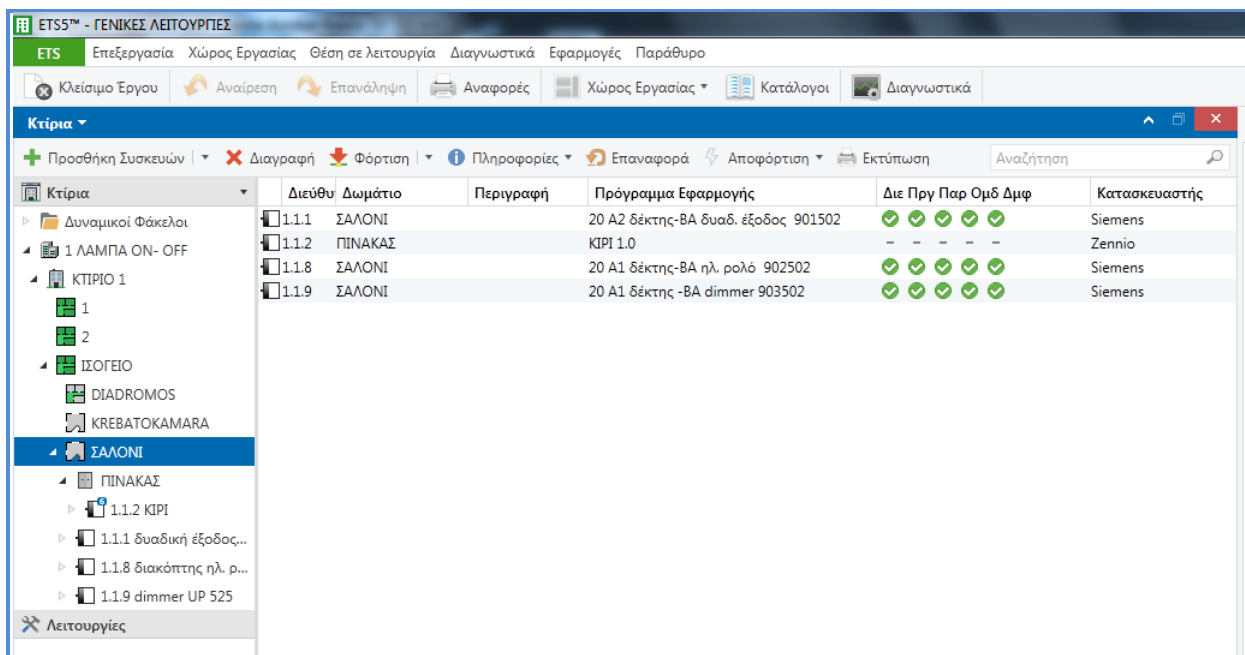 ETS5™ - ΓΕΝΙΚΕΣ ΛΕΙΤΟΥΡΓΙΕΣ
ETS Επεξεργασία Χώρος Εργασίας Θέση σε λειτουργία Διαγνωστικά Εφαρμογές Παράθυρο
Κλείσιμο Έργου Αναίρεση Επανάληψη Αναφορές Χώρος Εργασίας Κατάλογοι Διαγνωστικά
Κτίρια
Προσθήκη Συσκευών Διαγραφή Φόρτιση Πληροφορίες Επαναφορά Αποφόρτιση Εκτύπωση Αναζήτηση
Κτίρια
Δυναμικοί Φάκελοι
1 ΛΑΜΠΑ ON- OFF
ΚΤΙΡΙΟ 1
1
2
ΙΣΟΓΕΙΟ
DIADROMOS
KREBATOKAMARA
ΣΑΛΟΝΙ
ΠΙΝΑΚΑΣ
6
1.1.2 KIPI
1.1.1 δυαδική έξοδος...
1.1.8 διακόπτης ηλ. ρ...
1.1.9 dimmer UP 525
Λειτουργίες
Διεύθυ Δωμάτιο Περιγραφή Πρόγραμμα Εφαρμογής Διε Πργ Παρ Ομδ Δμφ Κατασκευαστής
1.1.1 ΣΑΛΟΝΙ 20 A2 δέκτης-BA δυαδ. έξοδος 901502 Siemens
1.1.2 ΠΙΝΑΚΑΣ KIPI 1.0 - - - - - Zennio
1.1.8 ΣΑΛΟΝΙ 20 A1 δέκτης-BA ηλ. ρολό 902502 Siemens
1.1.9 ΣΑΛΟΝΙ 20 A1 δέκτης -BA dimmer 903502 Siemens